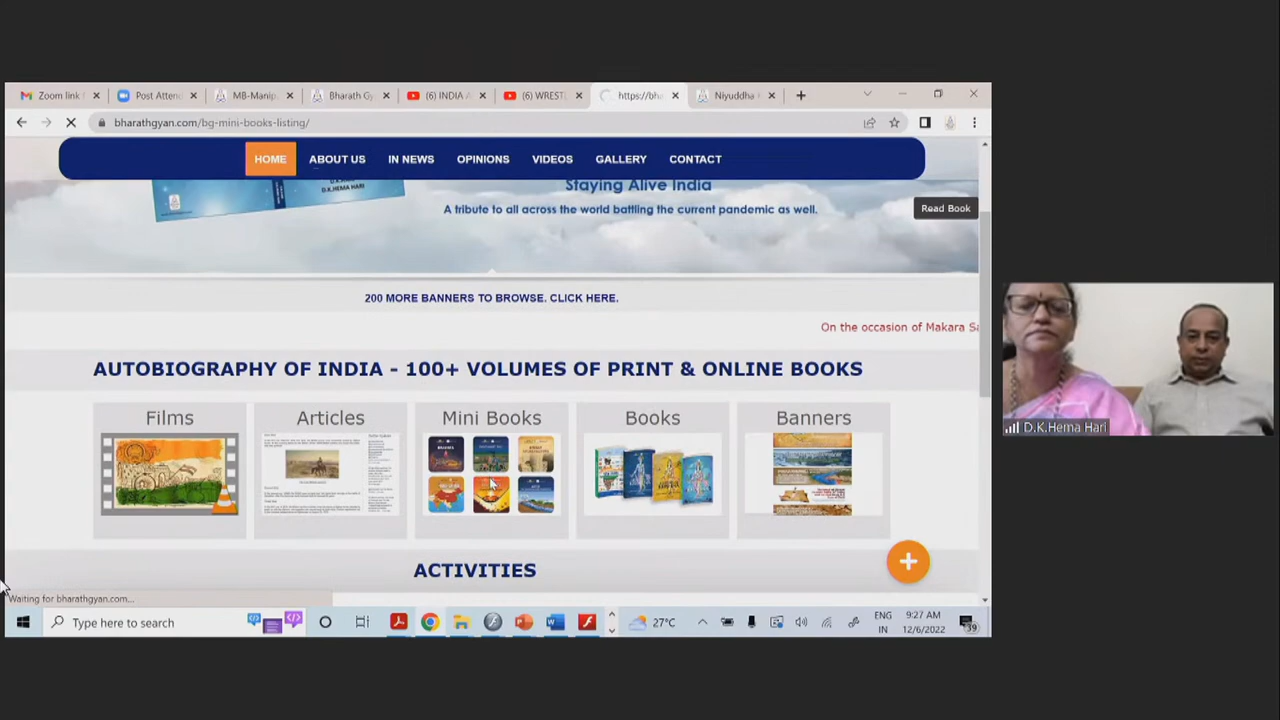 Zoom link
Post Attend
MB-Manip
Bharath Gy
(6) INDIA A
(6) WRESTL
https://bha
Niyuddha
bharathgyan.com/bg-mini-books-listing/
HOME
ABOUT US
IN NEWS
OPINIONS
VIDEOS
GALLERY
CONTACT
D.K.HEMA HARI
Staying Alive India
A tribute to all across the world battling the current pandemic as well.
Read Book
200 MORE BANNERS TO BROWSE. CLICK HERE.
On the occasion of Makara Sa
AUTOBIOGRAPHY OF INDIA - 100+ VOLUMES OF PRINT & ONLINE BOOKS
Films
Articles
Mini Books
Books
Banners
D.K.Hema Hari
ACTIVITIES
Waiting for bharathgyan.com...
Type here to search
27°C
ENG
IN
9:27 AM
12/6/2022
39